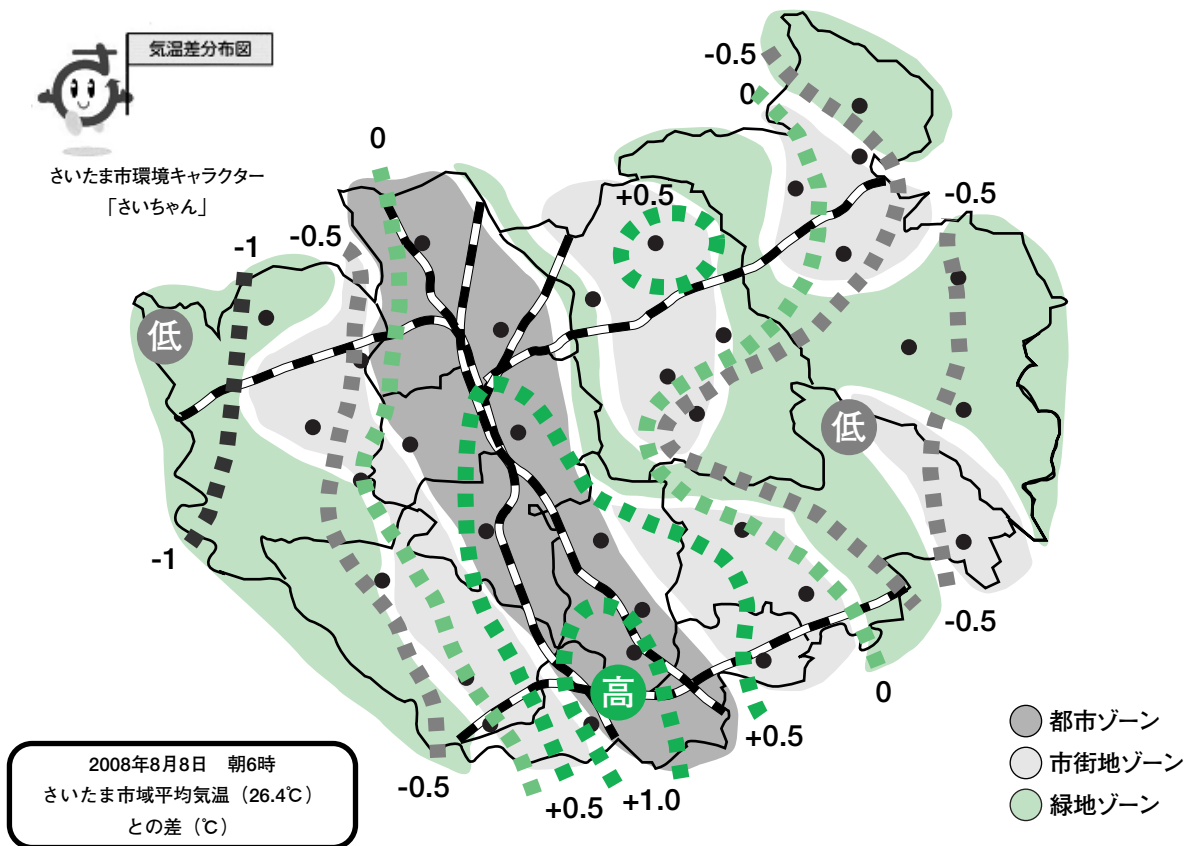 気温差分布図
さいたま市環境キャラクター
「さいちゃん」
-0.5
0
0
+0.5
-0.5
-0.5
-1
低
低
-1
-0.5
0
高
+0.5
-0.5
+0.5
+1.0
都市ゾーン
市街地ゾーン
緑地ゾーン
2008年8月8日 朝6時
さいたま市域平均気温（26.4℃）
との差（℃）